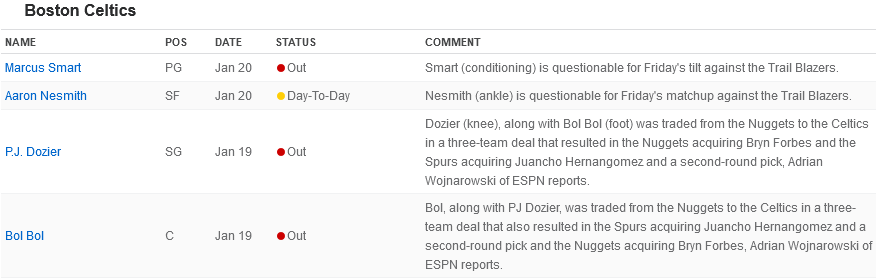 Boston Celtics
NAME POS DATE STATUS COMMENT
Marcus Smart PG Jan 20 Out Smart (conditioning) is questionable for Friday's tilt against the Trail Blazers.
Aaron Nesmith SF Jan 20 Day-To-Day Nesmith (ankle) is questionable for Friday's matchup against the Trail Blazers.
P.J. Dozier SG Jan 19 Out Dozier (knee), along with Bol Bol (foot) was traded from the Nuggets to the Celtics
in a three-team deal that resulted in the Nuggets acquiring Bryn Forbes and the
Spurs acquiring Juancho Hernangomez and a second-round pick, Adrian
Wojnarowski of ESPN reports.
Bol Bol C Jan 19 Out Bol, along with PJ Dozier, was traded from the Nuggets to the Celtics in a three-
team deal that also resulted in the Spurs acquiring Juancho Hernangomez and a
second-round pick and the Nuggets acquiring Bryn Forbes, Adrian Wojnarowski of
ESPN reports.